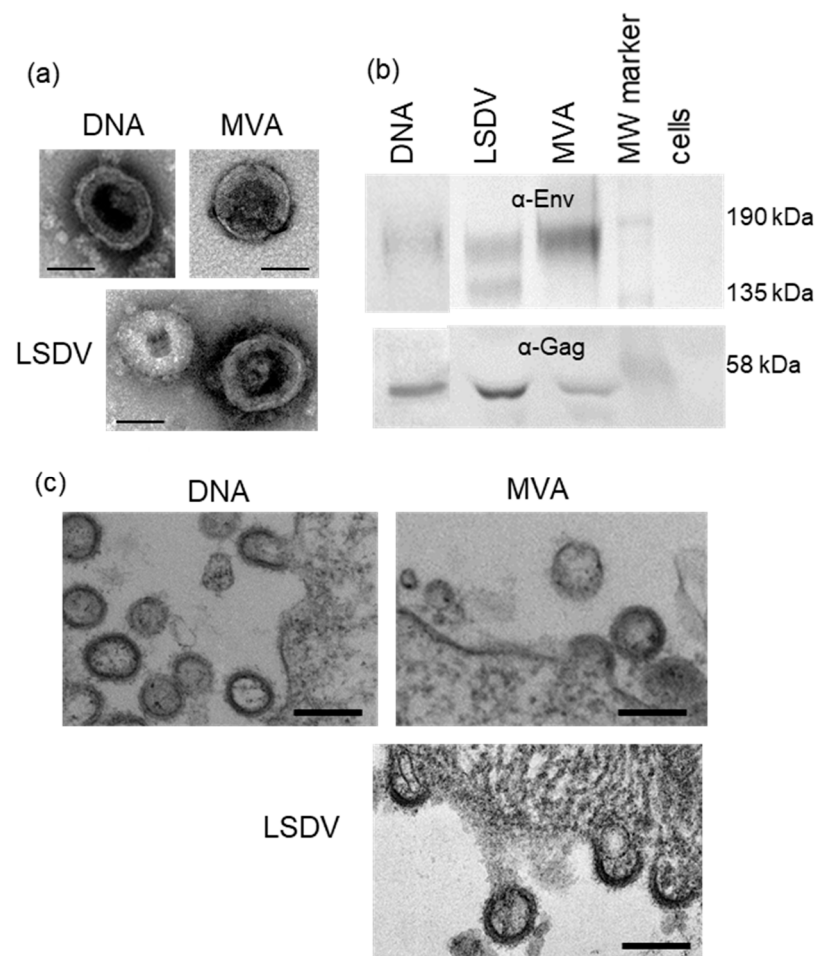 (a)
DNA MVA
LSDV
(b)
DNA
LSDV
MVA
MW marker
cells
α-Env
190 kDa
135 kDa
α-Gag
58 kDa
(c)
DNA MVA
LSDV